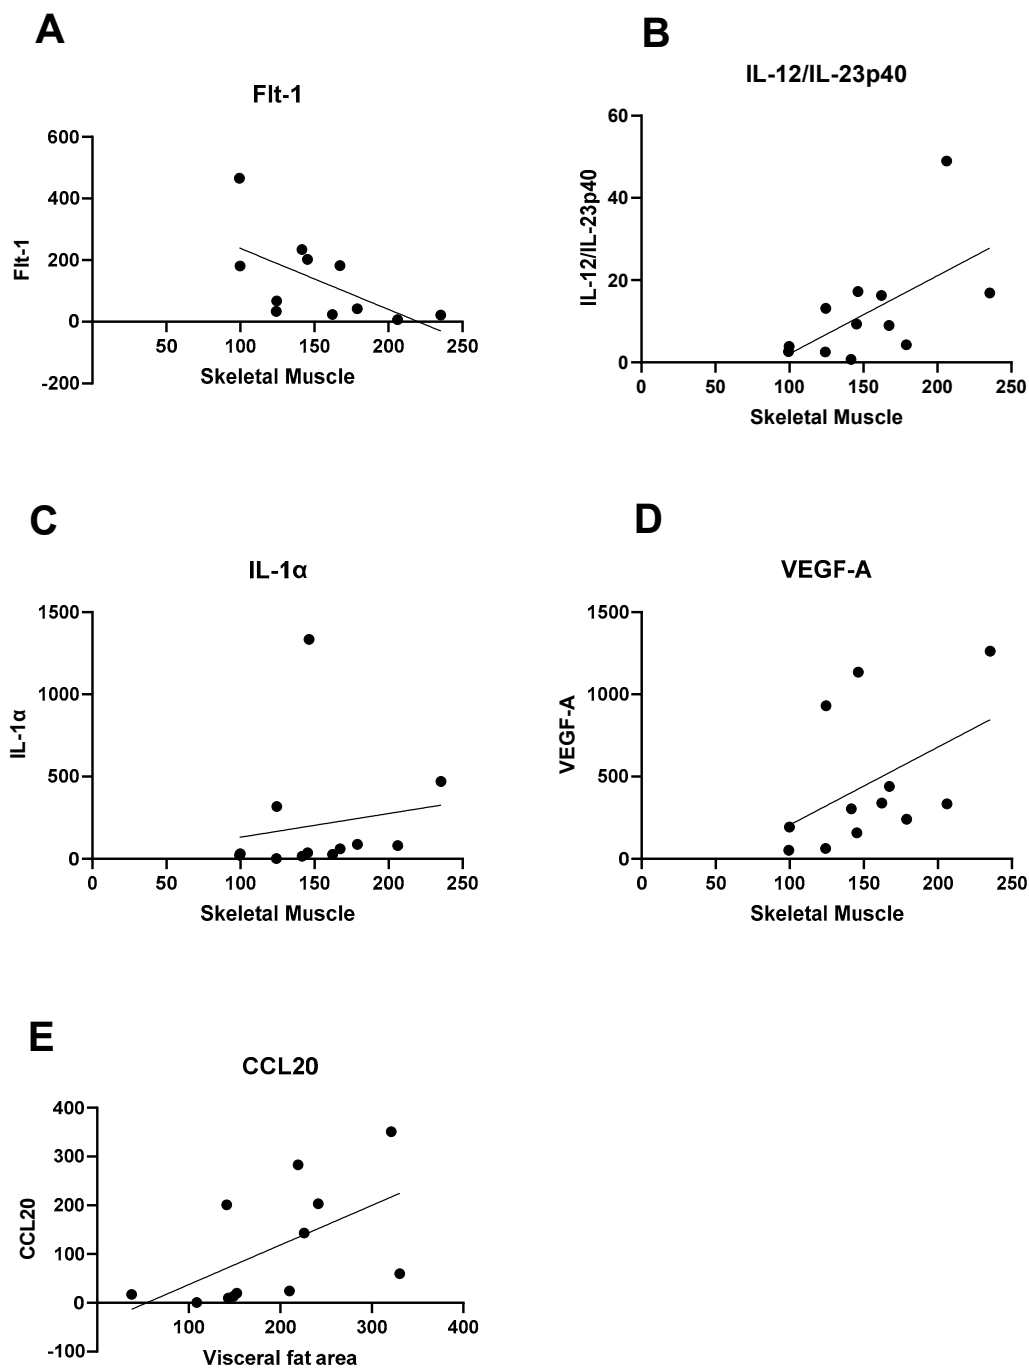 A
Flt-1
600
400
200
0
-200
50 100 150 200 250
Flt-1
Skeletal Muscle
B
IL-12/IL-23p40
60
40
20
0
0 50 100 150 200 250
IL-12/IL-23p40
Skeletal Muscle
C
IL-1α
1500
1000
500
0
0 50 100 150 200 250
IL-1α
Skeletal Muscle
D
VEGF-A
1500
1000
500
0
0 50 100 150 200 250
VEGF-A
Skeletal Muscle
E
CCL20
400
300
200
100
0
-100
100 200 300 400
CCL20
Visceral fat area